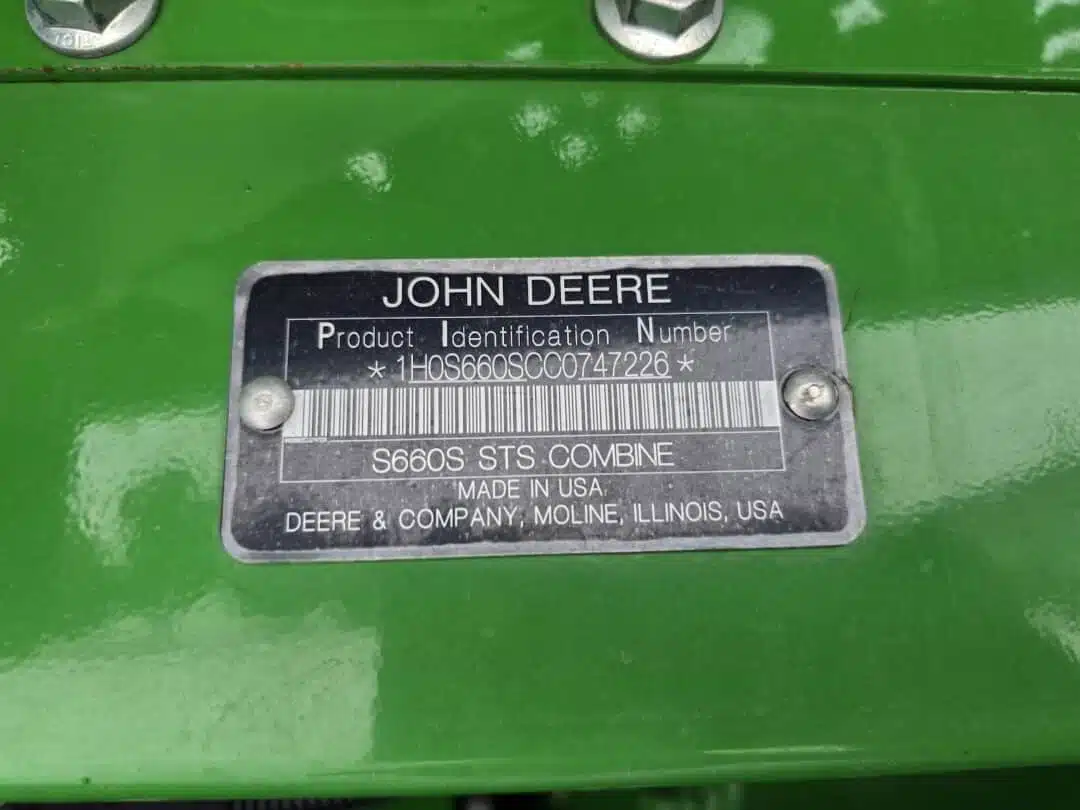 JOHN DEERE
Product Identification Number
*1H0S660SCC0747226*
S660S STS COMBINE
MADE IN USA
DEERE & COMPANY, MOLINE, ILLINOIS, USA